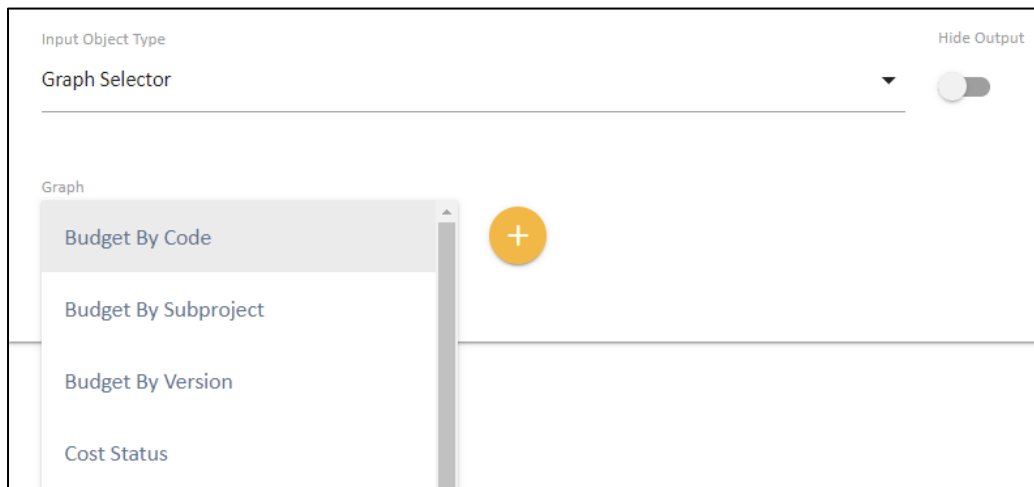 Input Object Type
Hide Output
Graph Selector
Graph
Budget By Code
Budget By Subproject
Budget By Version
Cost Status